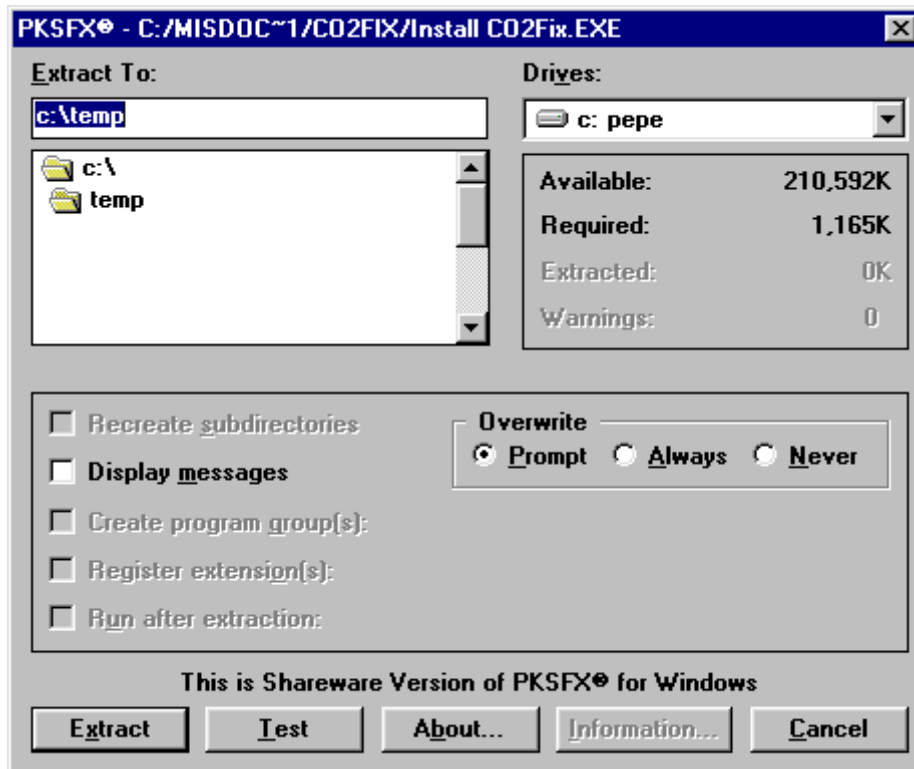 PKSFX® - C:/MISDOC~1/CO2FIX/Install CO2Fix.EXE
Extract To:
c:\temp
c:\
temp
Drives:
c: pepe
Available: 210,592K
Required: 1,165K
Extracted: 0K
Warnings: 0
Recreate subdirectories
Display messages
Create program group(s):
Register extension(s):
Run after extraction:
Overwrite
Prompt Always Never
This is Shareware Version of PKSFX® for Windows
Extract Test About... Information... Cancel